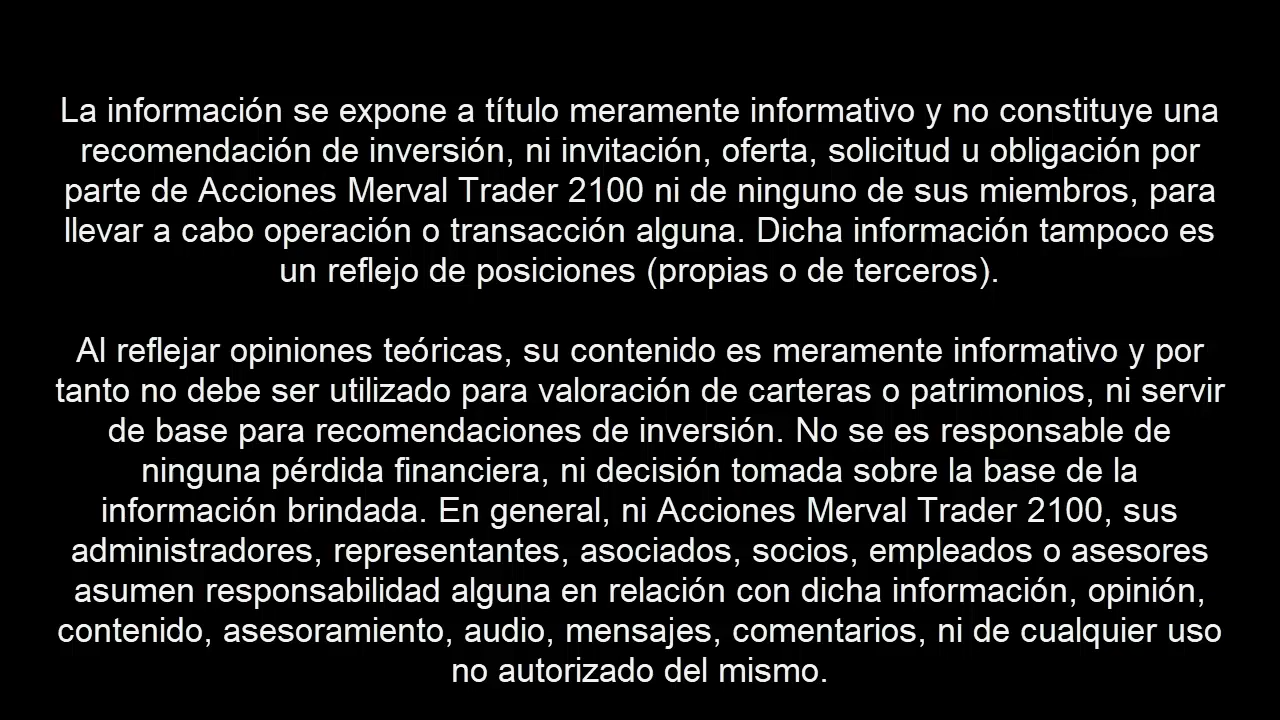 La información se expone a título meramente informativo y no constituye una
recomendación de inversión, ni invitación, oferta, solicitud u obligación por
parte de Acciones Merval Trader 2100 ni de ninguno de sus miembros, para
llevar a cabo operación o transacción alguna. Dicha información tampoco es
un reflejo de posiciones (propias o de terceros).
Al reflejar opiniones teóricas, su contenido es meramente informativo y por
tanto no debe ser utilizado para valoración de carteras o patrimonios, ni servir
de base para recomendaciones de inversión. No se es responsable de
ninguna pérdida financiera, ni decisión tomada sobre la base de la
información brindada. En general, ni Acciones Merval Trader 2100, sus
administradores, representantes, asociados, socios, empleados o asesores
asumen responsabilidad alguna en relación con dicha información, opinión,
contenido, asesoramiento, audio, mensajes, comentarios, ni de cualquier uso
no autorizado del mismo.